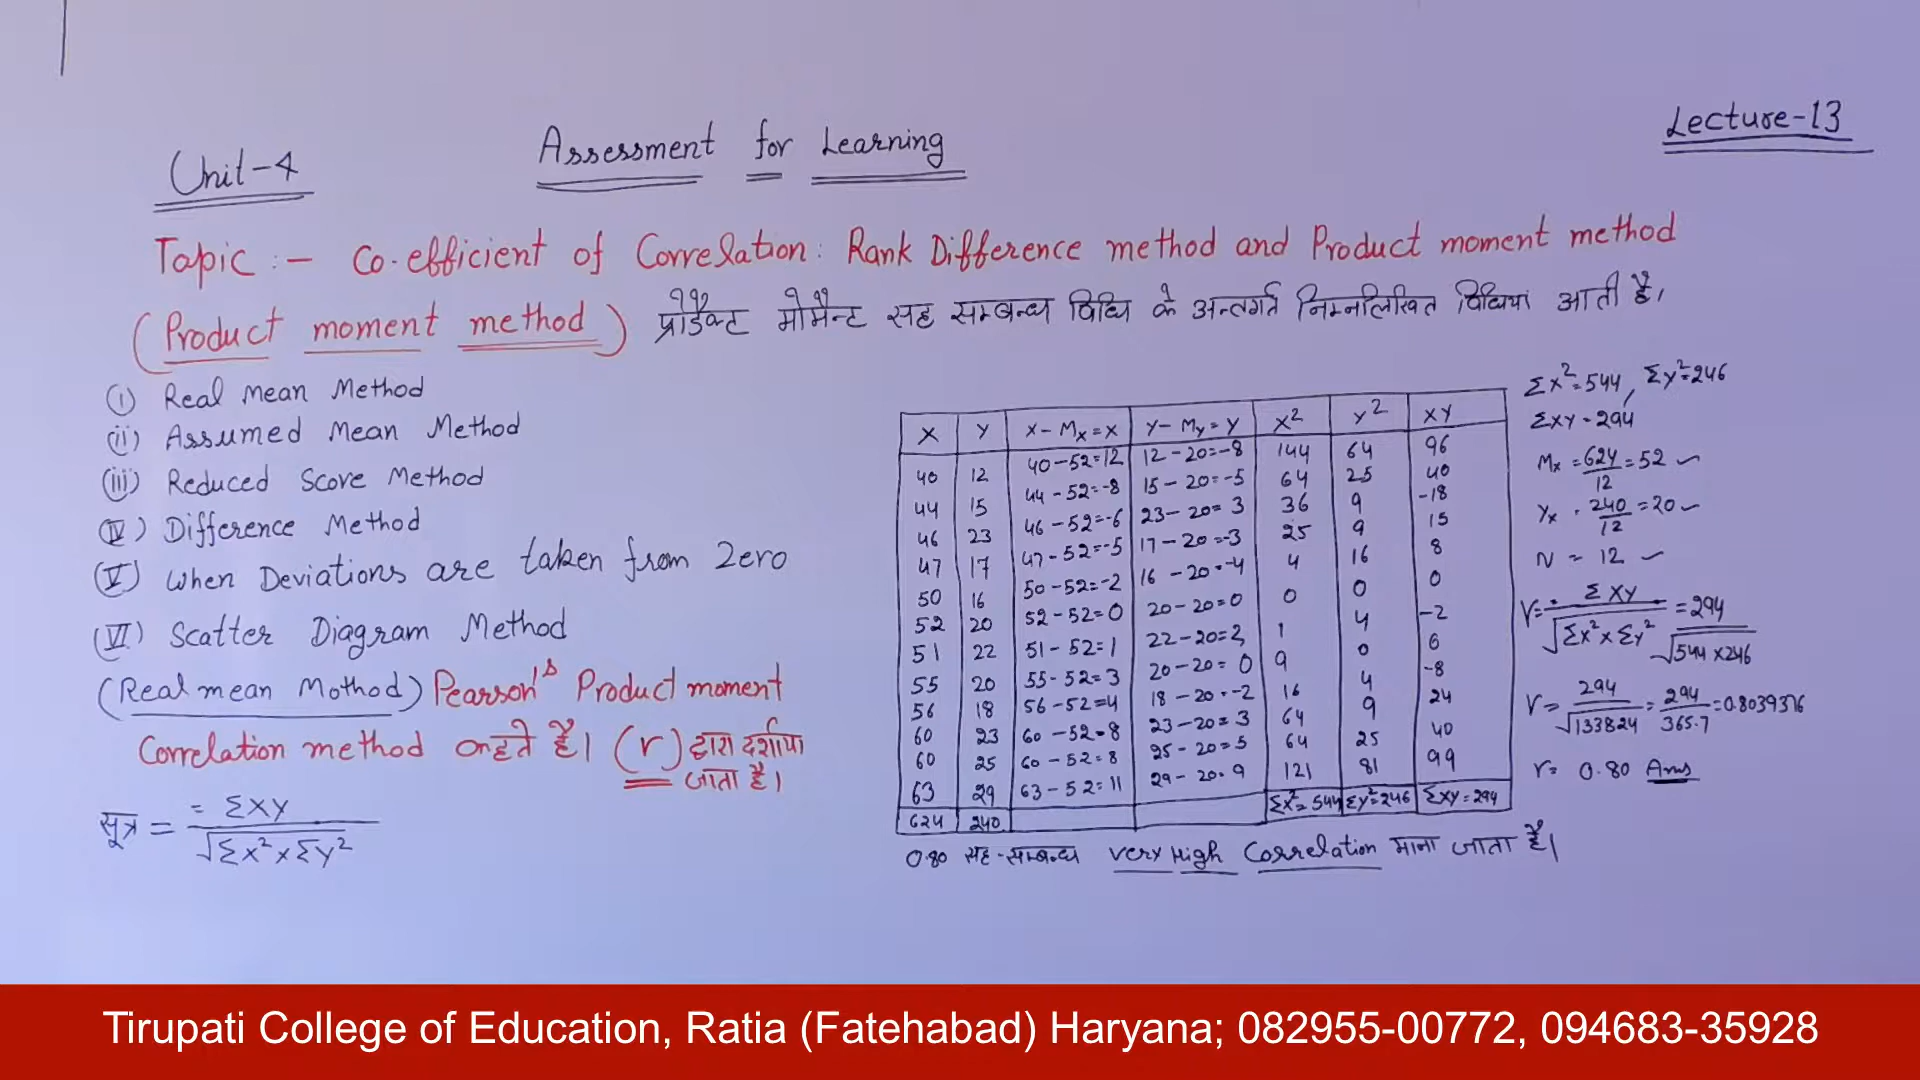 Unit-4
Assessment for Learning
Lecture-13
Tapic :- Co-efficient of Correlation: Rank Difference method and Product moment method
(Product moment method) प्रोडक्ट मोमेन्ट सह सम्बन्ध विधि के अन्तर्गत निम्नलिखित विधियां आती है।
(i) Real Mean Method
(ii) Assumed Mean Method
(iii) Reduced Score Method
(IV) Difference Method
(V) When Deviations are taken from Zero
(VI) Scatter Diagram Method
(Real mean Mothod) Pearson's Product moment
Correlation method कहते है। (r) द्वारा दर्शाया
जाता है।
सूत्र = = ΣXY
√Σx²xΣy²
X Y X-Mx=X Y-My=Y X² Y² XY
40 12 40-52=12 12-20=-8 144 64 96
44 15 44-52=-8 15-20=-5 64 25 40
46 23 46-52=-6 23-20=3 36 9 -18
47 17 47-52=-5 17-20=-3 25 9 15
50 16 50-52=-2 16-20=-4 4 16 8
52 20 52-52=0 20-20=0 0 0 0
51 22 51-52=1 22-20=2 1 4 -2
55 20 55-52=3 20-20=0 9 0 6
56 18 56-52=4 18-20=-2 16 4 -8
60 23 60-52=8 23-20=3 64 9 24
60 25 60-52=8 25-20=5 64 25 40
63 29 63-52=11 29-20=9 121 81 99
624 240 Σx²=544 Σy²=246 ΣXY=294
0.80 सह-सम्बन्ध very High Correlation माना जाता है।
Σx²=544, Σy²=246
ΣXY=294
Mx = 624/12 = 52
Yx = 240/12 = 20
N = 12
r = ΣXY/√Σx²xΣy² = 294/√544x246
r = 294/√133824 = 294/365.7 = 0.8039376
r = 0.80 Ans
Tirupati College of Education, Ratia (Fatehabad) Haryana; 082955-00772, 094683-35928